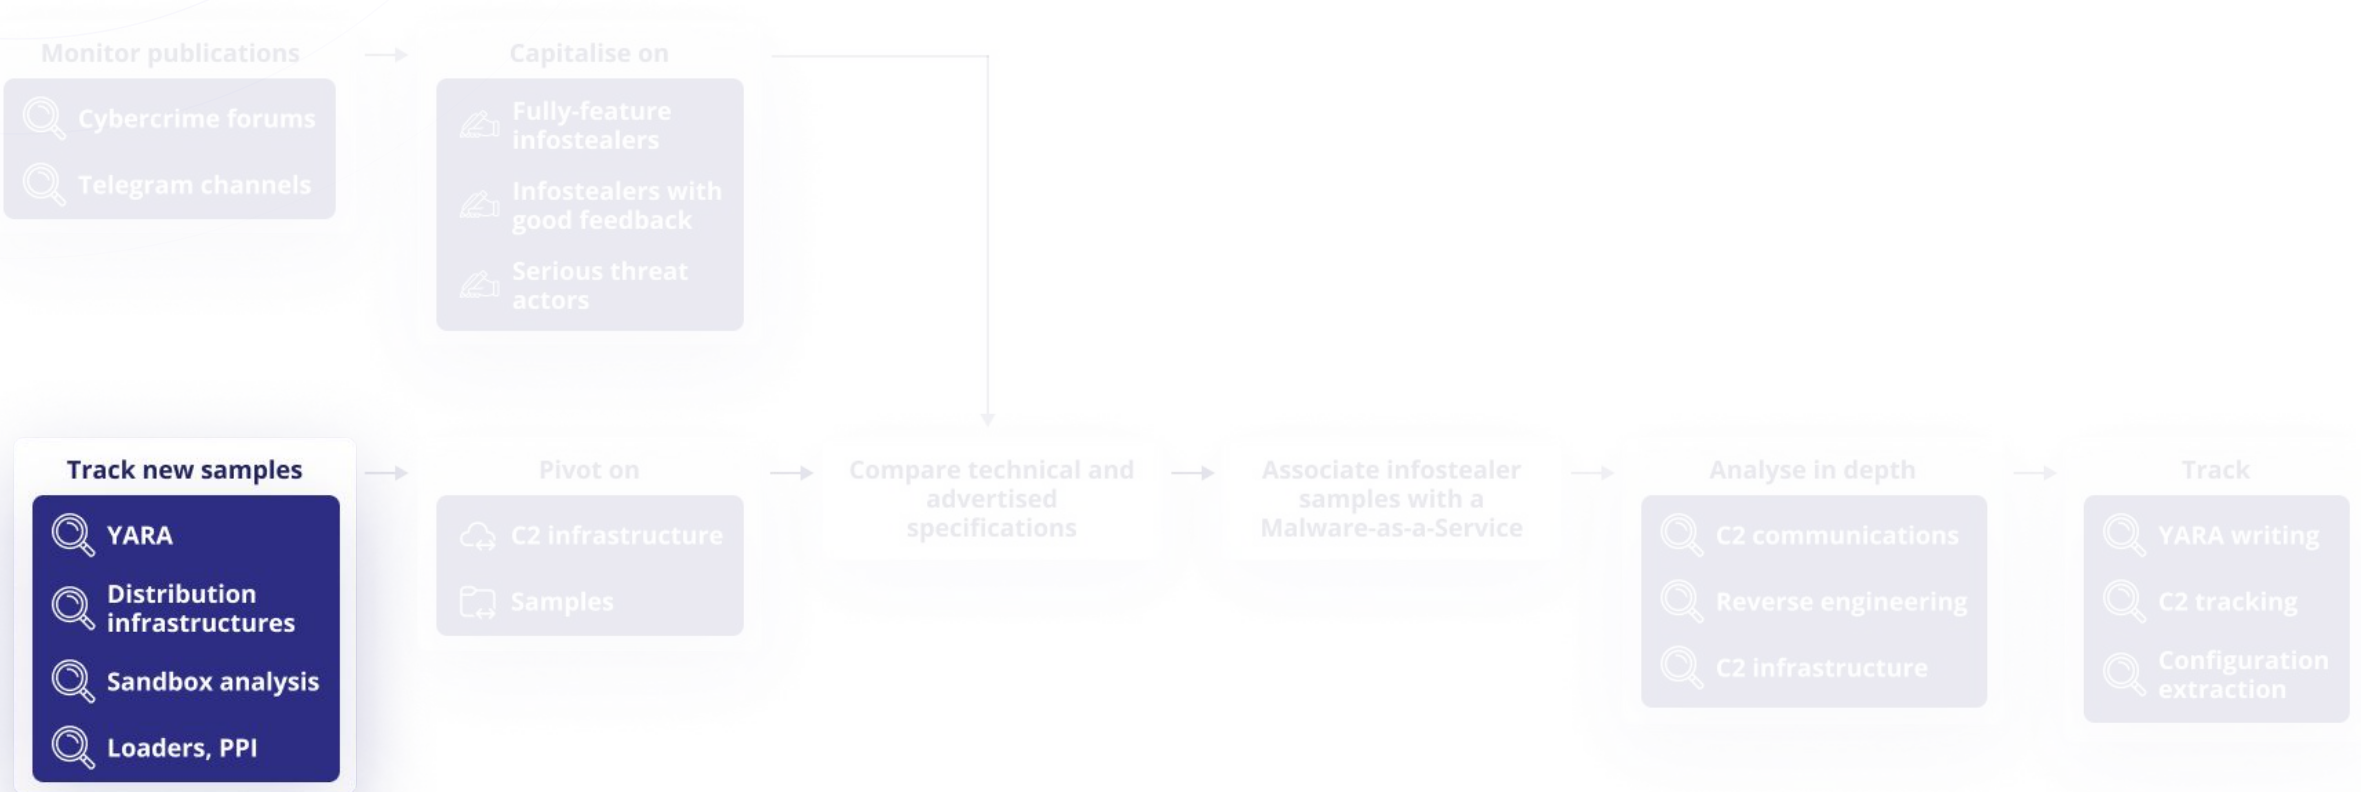 Monitor publications
Cybercrime forums
Telegram channels
Capitalise on
Fully-feature
infostealers
Infostealers with
good feedback
Serious threat
actors
Track new samples
YARA
Distribution
infrastructures
Sandbox analysis
Loaders, PPI
Pivot on
C2 infrastructure
Samples
Compare technical and
advertised
specifications
Associate infostealer
samples with a
Malware-as-a-Service
Analyse in depth
C2 communications
Reverse engineering
C2 infrastructure
Track
YARA writing
C2 tracking
Configuration
extraction